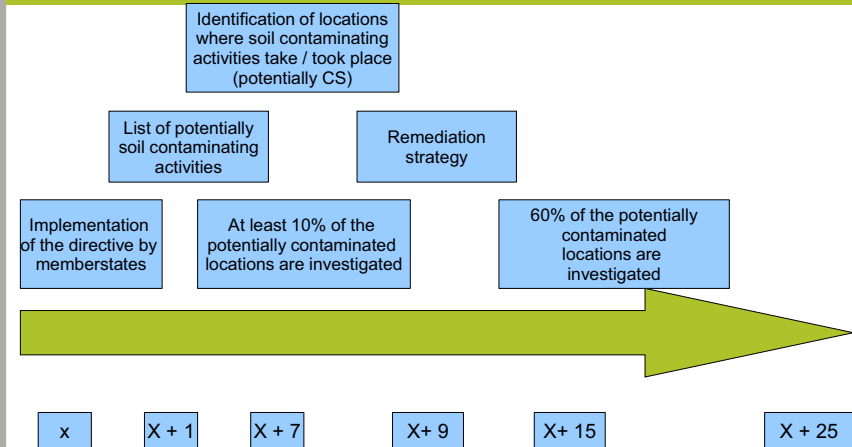 Identification of locations
where soil contaminating
activities take / took place
(potentially CS)
List of potentially
soil contaminating
activities
Remediation
strategy
Implementation
of the directive by
memberstates
At least 10% of the
potentially contaminated
locations are investigated
60% of the potentially
contaminated
locations are
investigated
x
X + 1
X + 7
X+ 9
X+ 15
X + 25